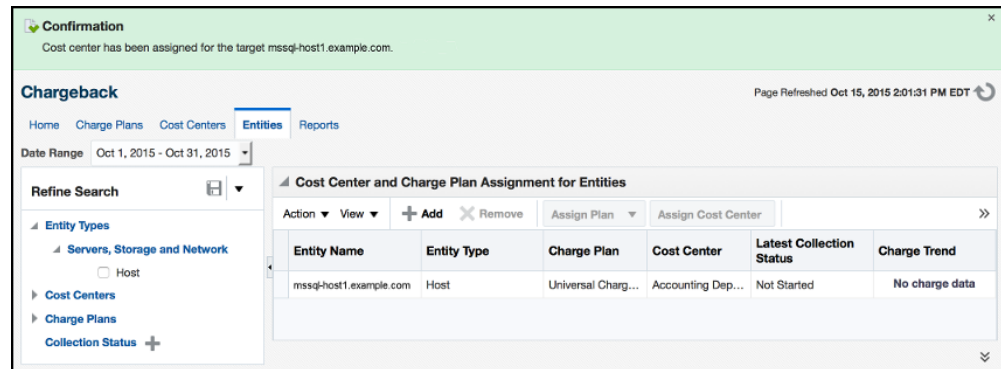 Confirmation
Cost center has been assigned for the target mssql-host1.example.com.
Chargeback
Page Refreshed Oct 15, 2015 2:01:31 PM EDT
Home Charge Plans Cost Centers Entities Reports
Date Range Oct 1, 2015 - Oct 31, 2015
Refine Search
Entity Types
Servers, Storage and Network
Host
Cost Centers
Charge Plans
Collection Status
Cost Center and Charge Plan Assignment for Entities
Action View Add Remove Assign Plan Assign Cost Center
Entity Name Entity Type Charge Plan Cost Center Latest Collection Status Charge Trend
mssql-host1.example.com Host Universal Charg... Accounting Dep... Not Started No charge data